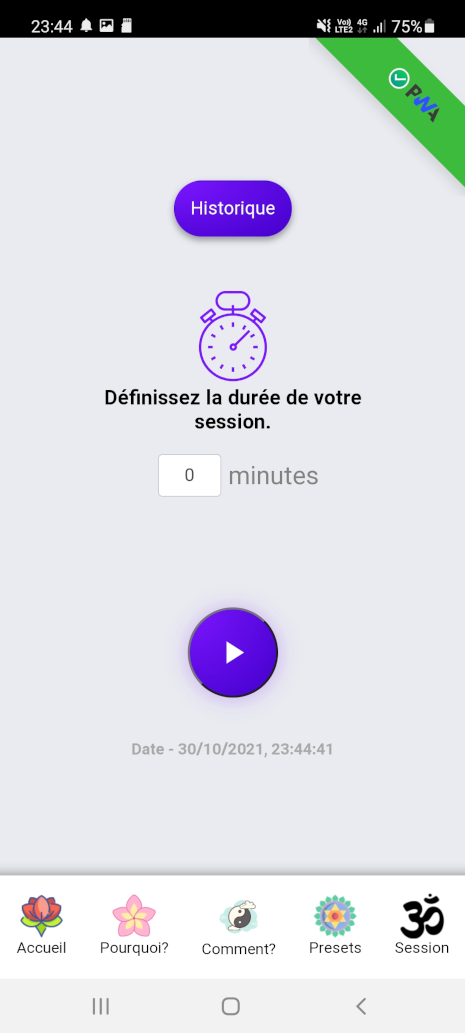 23:44
Vo)) 4G 75%
LTE2
PWA
Historique
Définissez la durée de votre
session.
0 minutes
Date - 30/10/2021, 23:44:41
Accueil Pourquoi? Comment? Presets Session